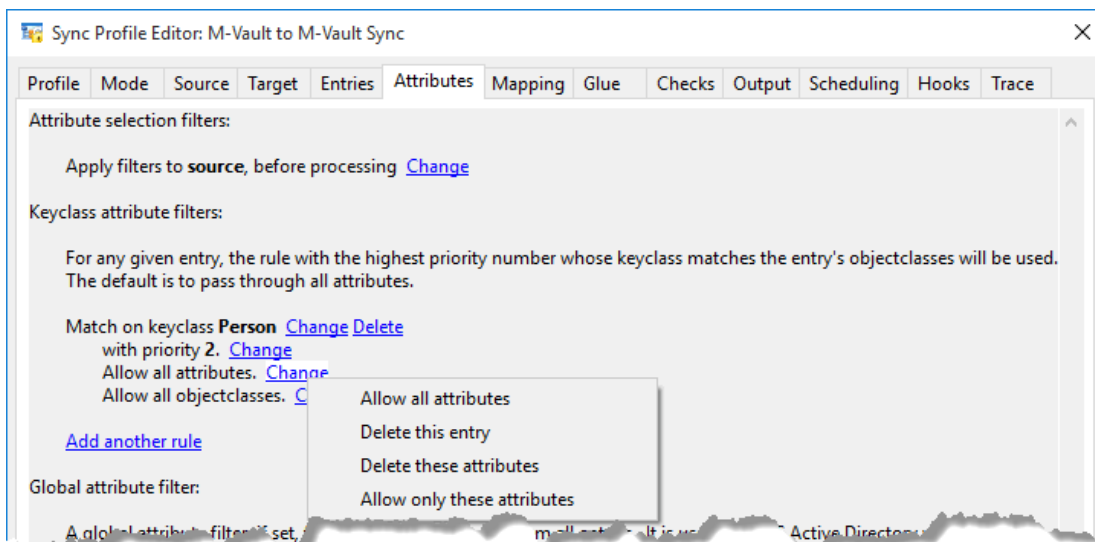 Sync Profile Editor: M-Vault to M-Vault Sync
Profile Mode Source Target Entries Attributes Mapping Glue Checks Output Scheduling Hooks Trace
Attribute selection filters:
Apply filters to source, before processing Change
Keyclass attribute filters:
For any given entry, the rule with the highest priority number whose keyclass matches the entry's objectclasses will be used.
The default is to pass through all attributes.
Match on keyclass Person Change Delete
with priority 2. Change
Allow all attributes. Change
Allow all objectclasses.
Allow all attributes
Delete this entry
Delete these attributes
Allow only these attributes
Add another rule
Global attribute filter:
A global attribute filter, if set, Active Directory